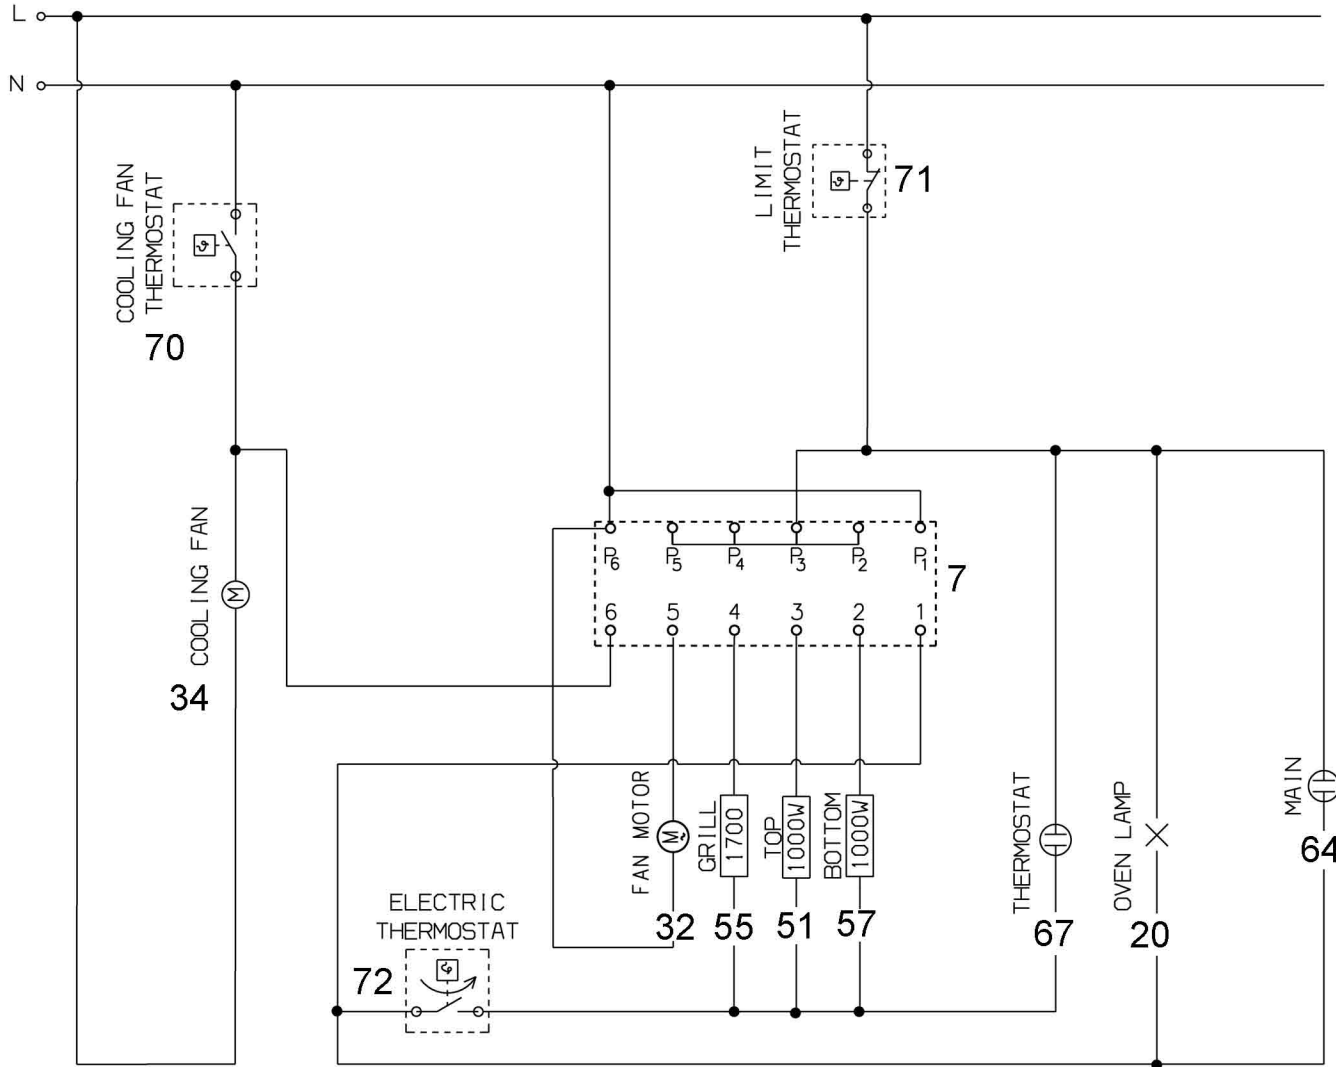 L
N
COOLING FAN
THERMOSTAT
70
LIMIT
THERMOSTAT
71
COOLING FAN
M
34
P6 P5 P4 P3 P2 P1
7
6 5 4 3 2 1
FAN MOTOR
M
32
GRILL
1700
55
TOP
1000W
51
BOTTOM
1000W
57
THERMOSTAT
67
OVEN LAMP
20
MAIN
64
ELECTRIC
THERMOSTAT
72